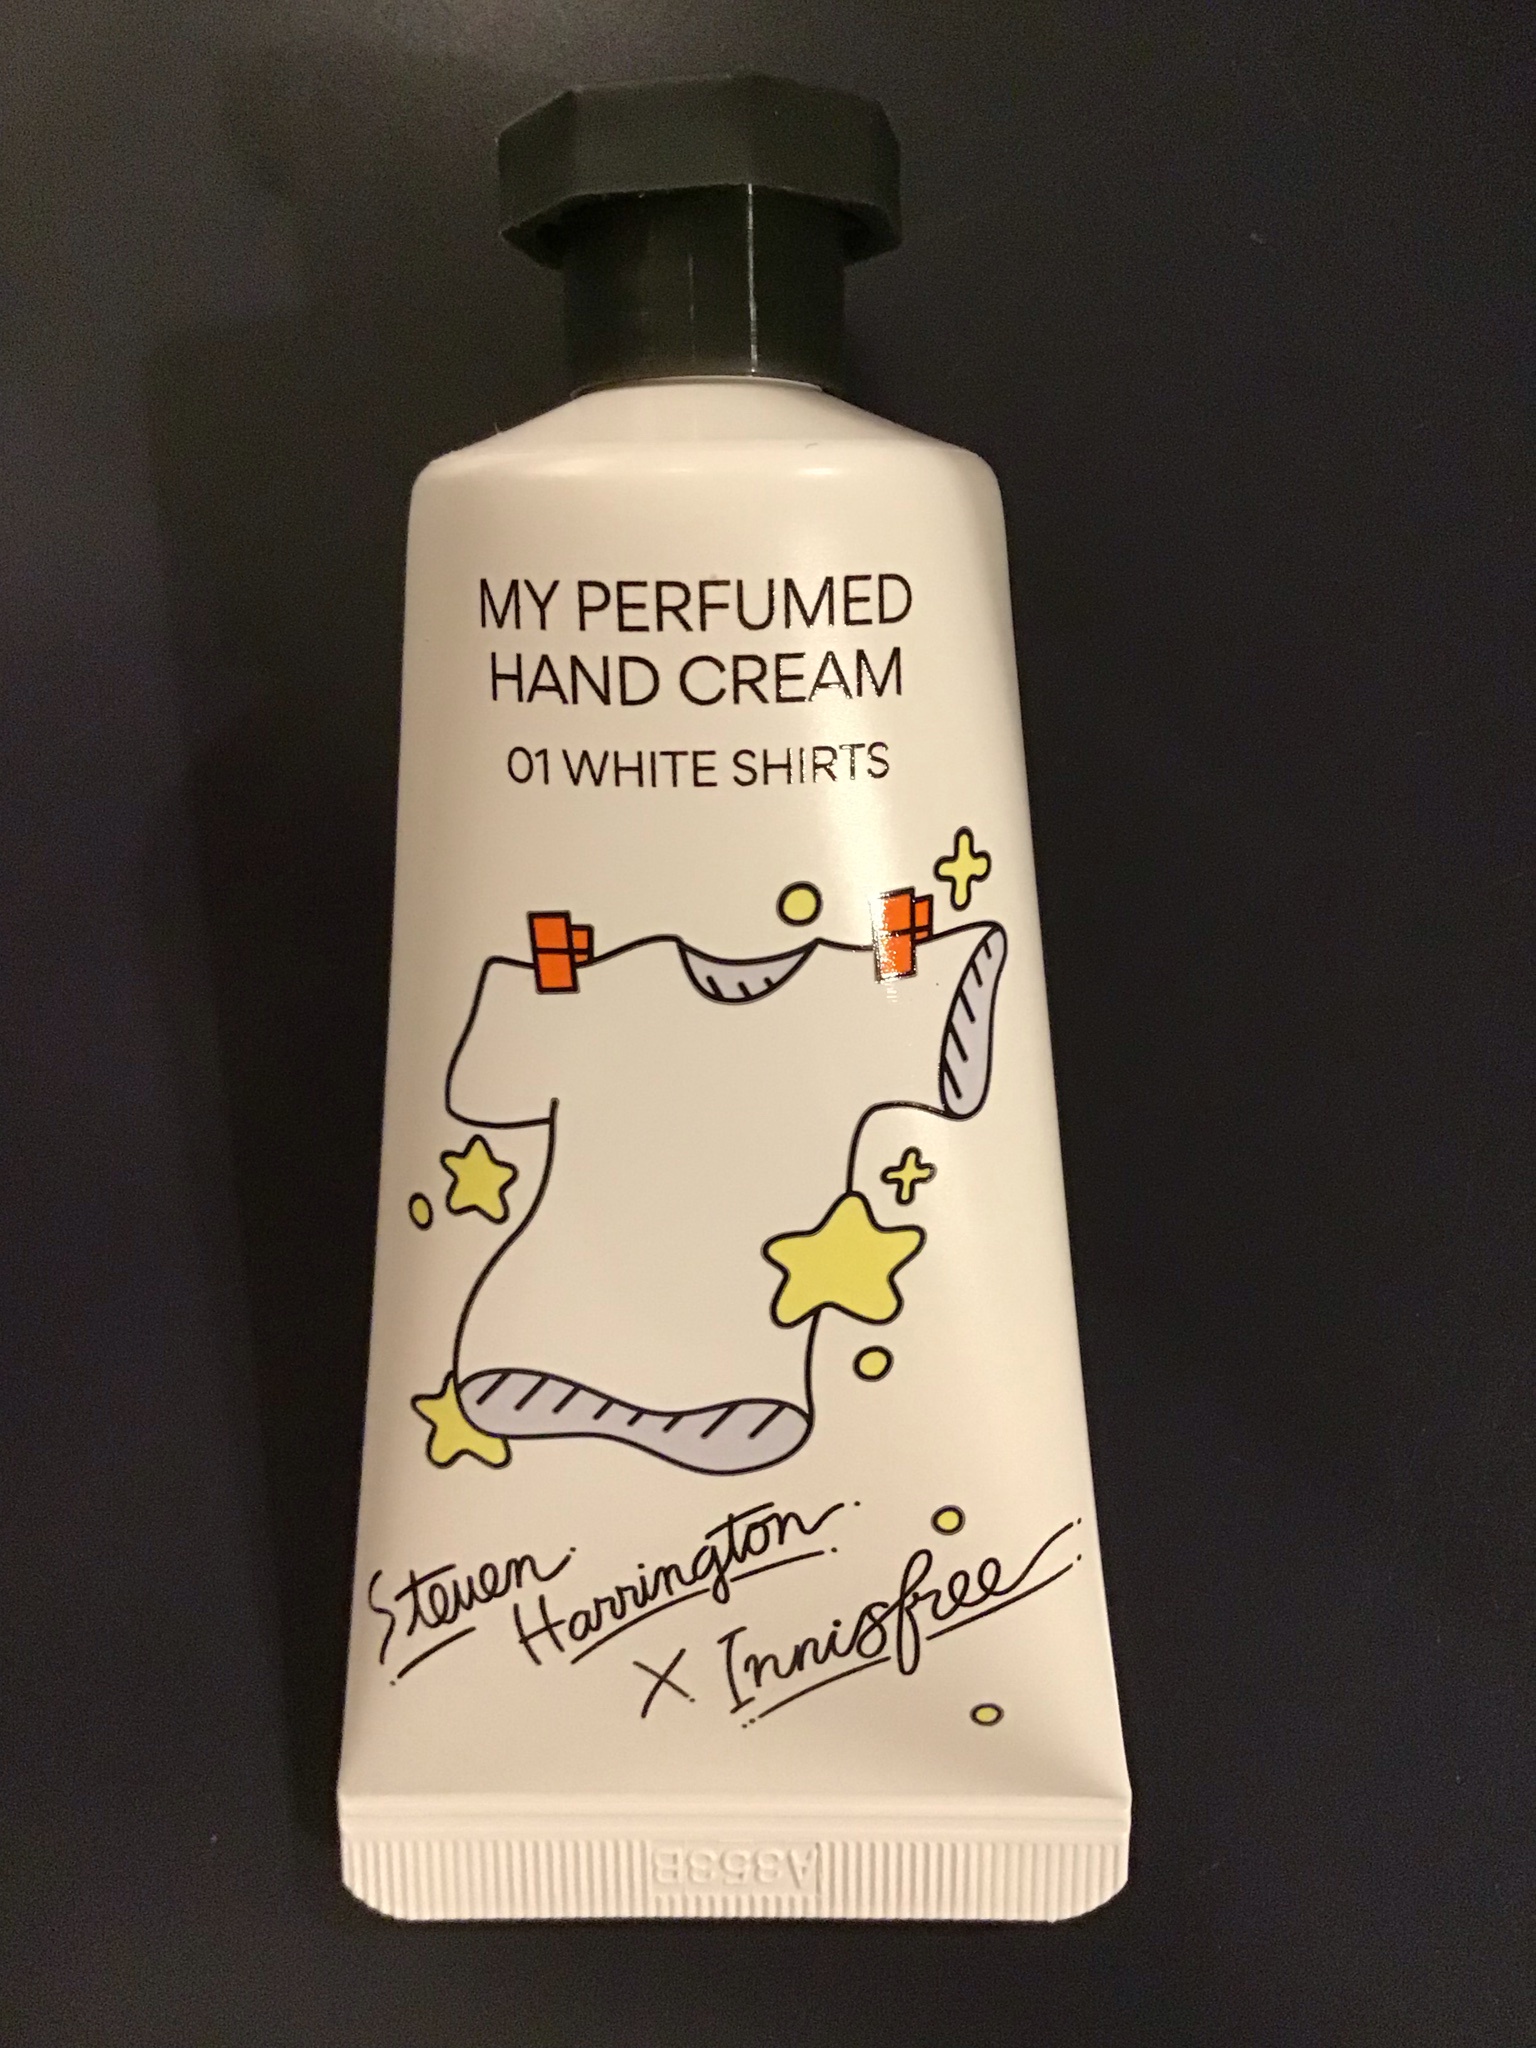 MY PERFUMED
HAND CREAM
01 WHITE SHIRTS
Steven
Harrington
X Innisfree
A353B